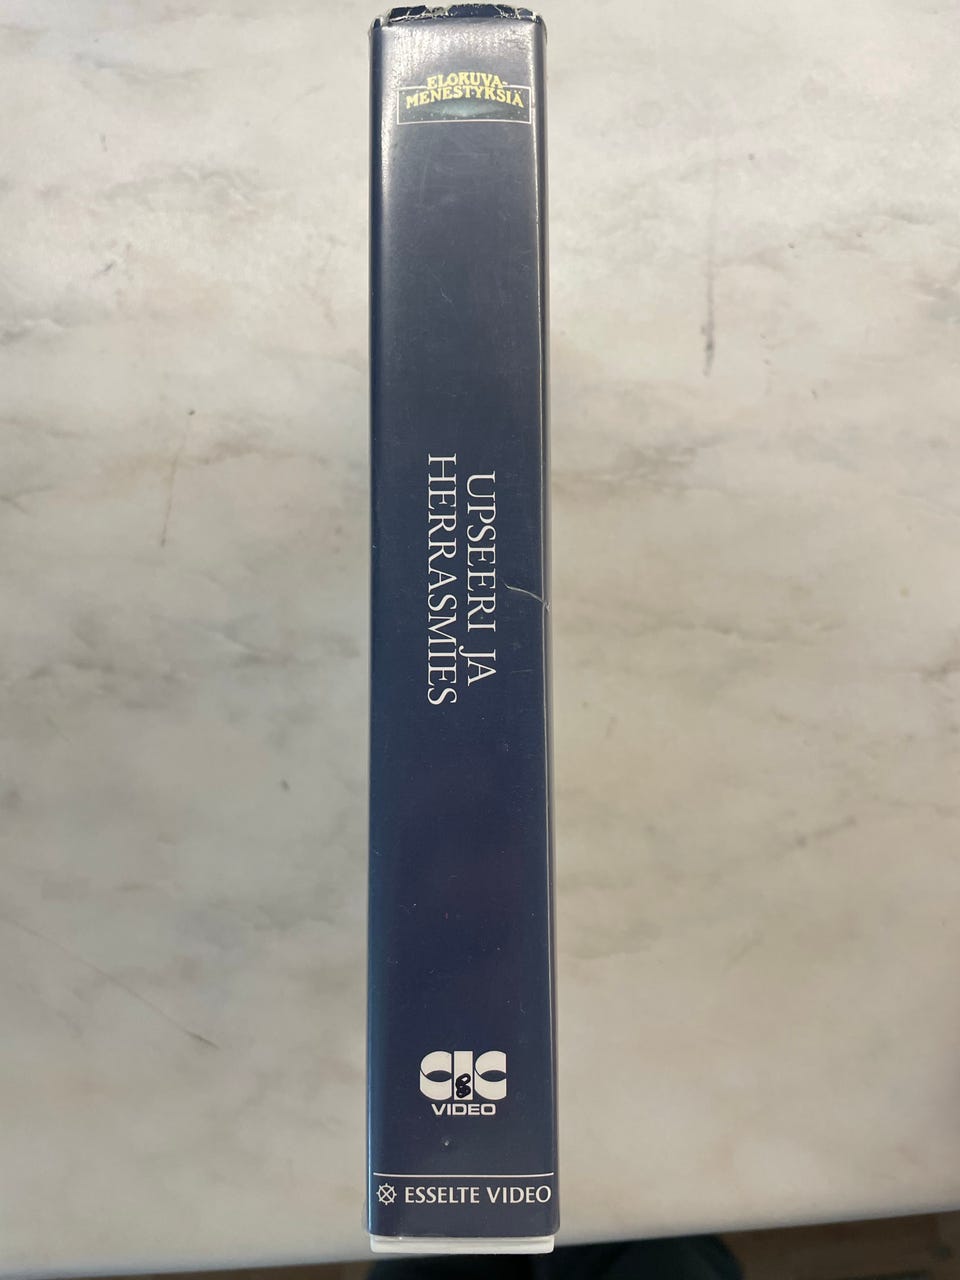 ELOKUVA-
MENESTYKSIÄ
UPSEERI JA
HERRASMIES
CIC
VIDEO
ESSELTE VIDEO